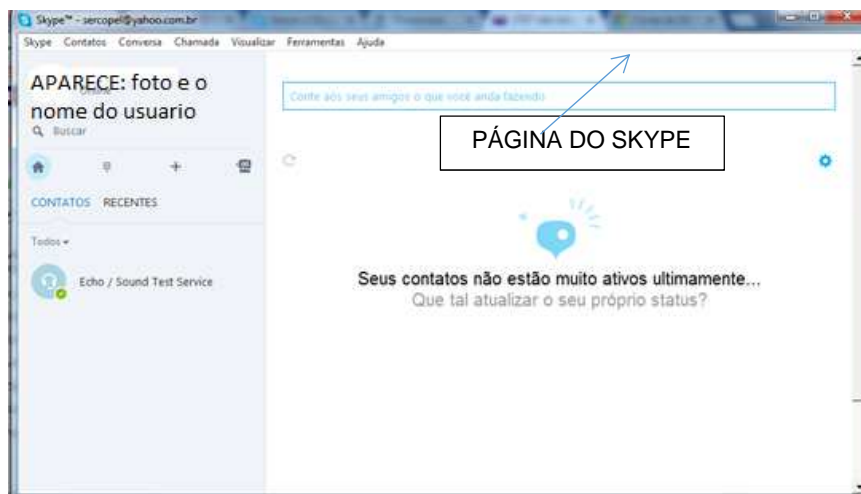 Skype™ - sercopel@yahoo.com.br
Skype Contatos Conversa Chamada Visualizar Ferramentas Ajuda
APARECE: foto e o
nome do usuario
Buscar
Conte aos seus amigos o que você anda fazendo
PÁGINA DO SKYPE
CONTATOS RECENTES
Todos
Echo / Sound Test Service
Seus contatos não estão muito ativos ultimamente...
Que tal atualizar o seu próprio status?